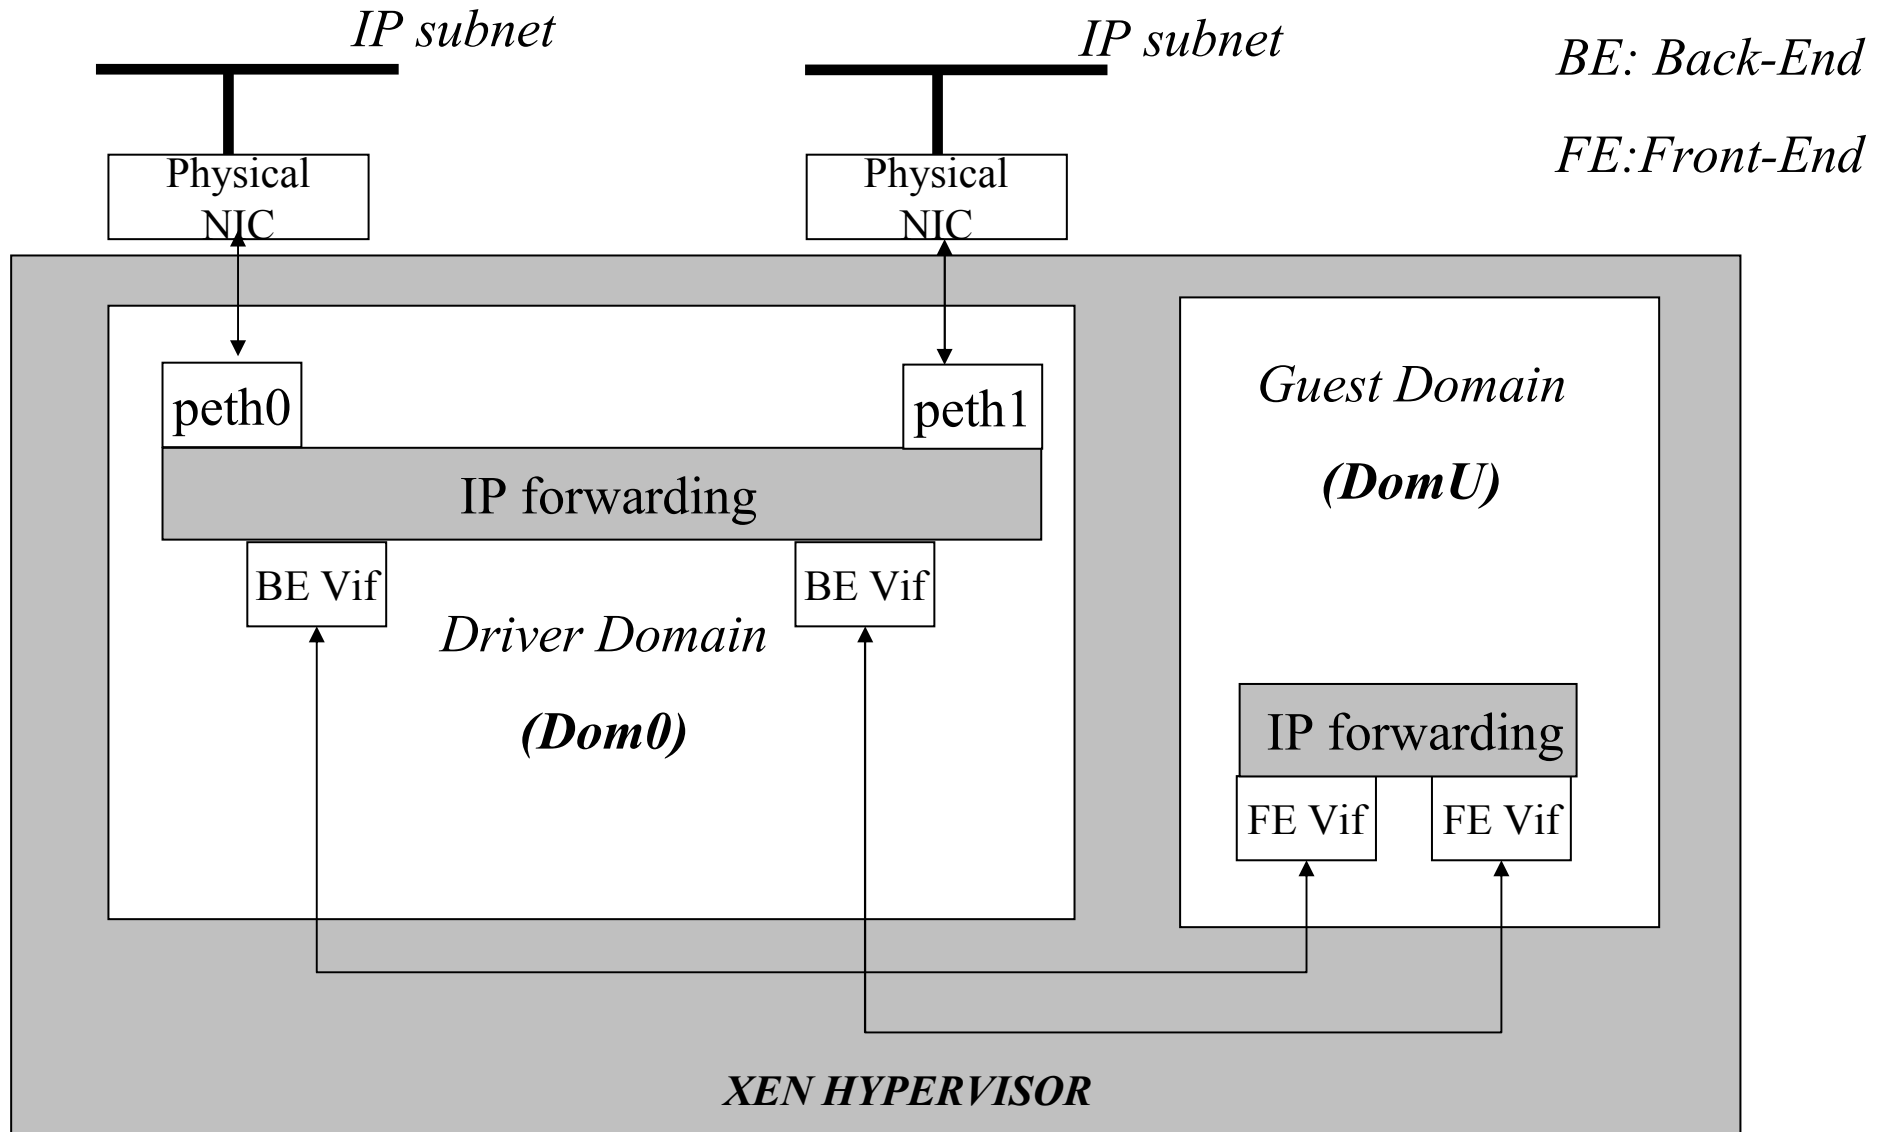 IP subnet
IP subnet
BE: Back-End
FE:Front-End
Physical
NIC
Physical
NIC
peth0
peth1
IP forwarding
BE Vif
BE Vif
Driver Domain
(Dom0)
Guest Domain
(DomU)
IP forwarding
FE Vif
FE Vif
XEN HYPERVISOR